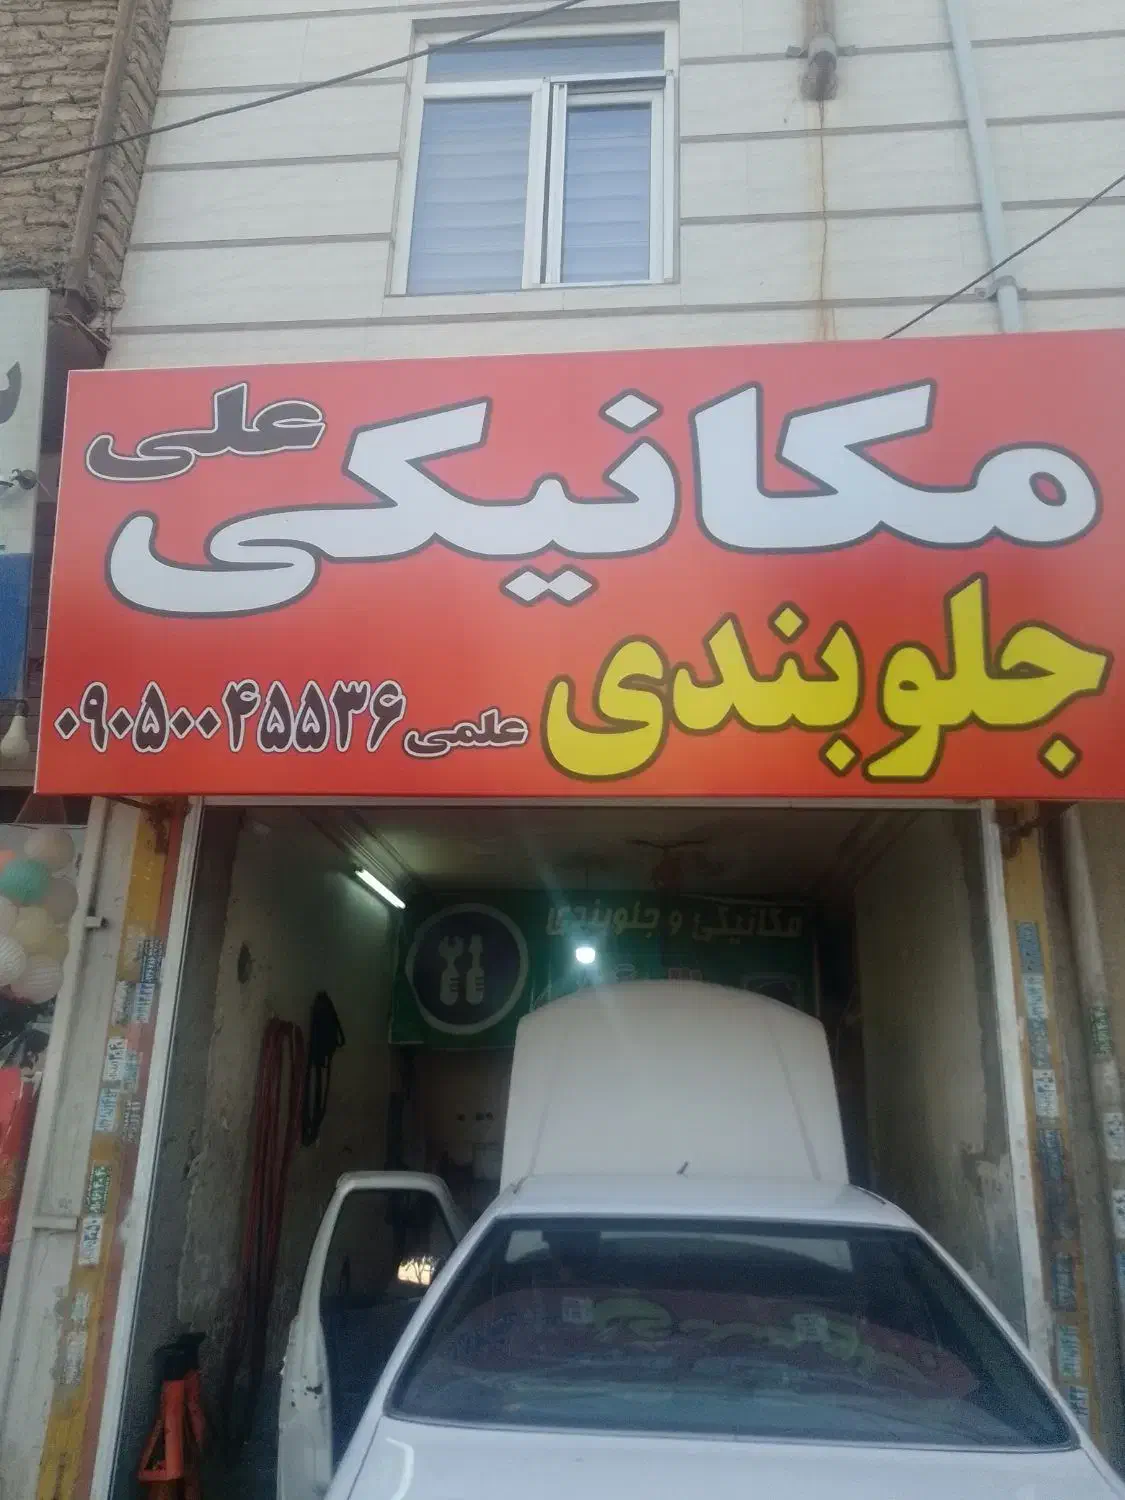 مکانیکی علی
جلوبندی
علمی ۰۹۰۵۰۰۴۵۵۳۶
مکانیکی و جلوبندی